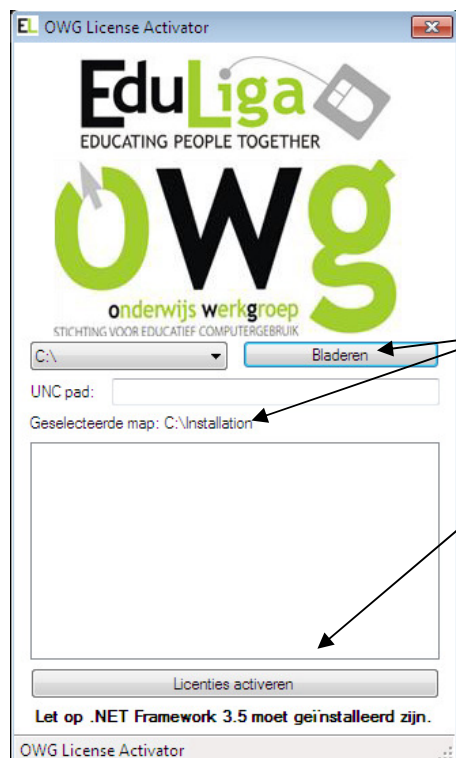 EL OWG License Activator
EduLiga
EDUCATING PEOPLE TOGETHER
owg
onderwijs werkgroep
STICHTING VOOR EDUCATIEF COMPUTERGEBRUIK
C:\ Bladeren
UNC pad:
Geselecteerde map: C:\Installation
Licenties activeren
Let op .NET Framework 3.5 moet geïnstalleerd zijn.
OWG License Activator